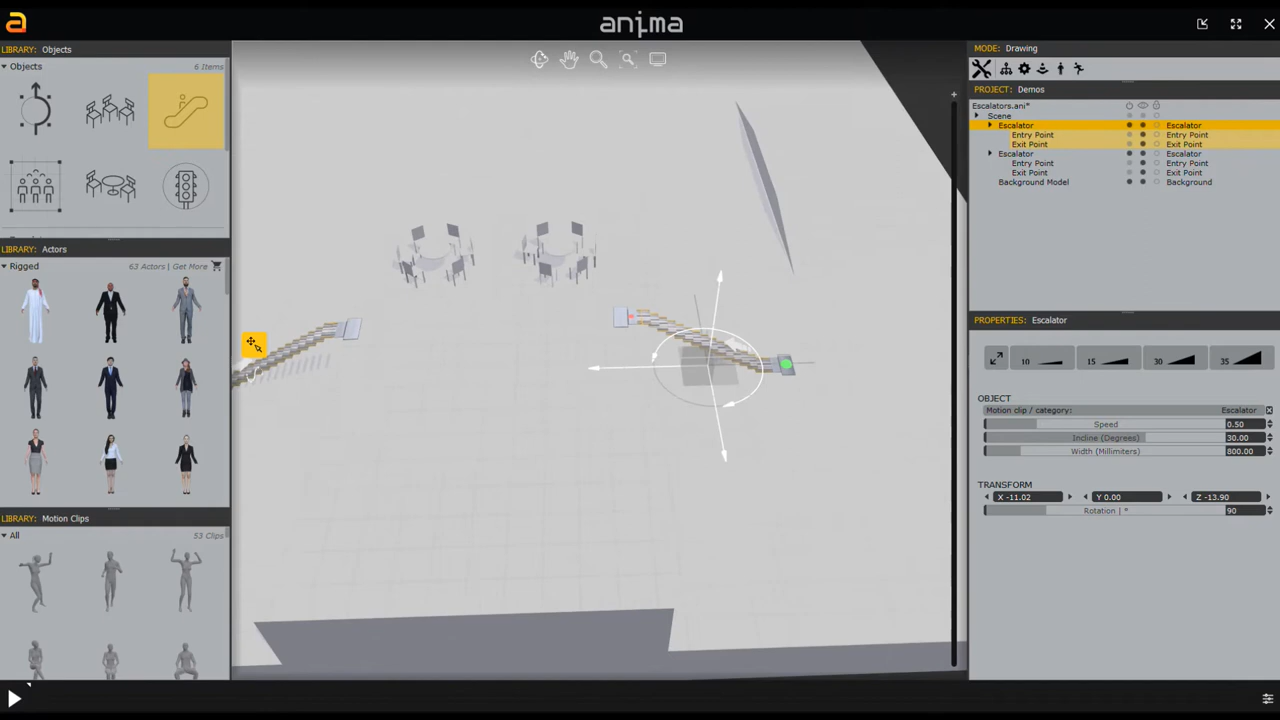 a
anima
LIBRARY: Objects
Objects
6 Items
LIBRARY: Actors
Rigged
63 Actors | Get More
LIBRARY: Motion Clips
All
53 Clips
MODE: Drawing
PROJECT: Demos
Escalators.ani*
Scene
Escalator Escalator
Entry Point Entry Point
Exit Point Exit Point
Escalator Escalator
Entry Point Entry Point
Exit Point Exit Point
Background Model Background
PROPERTIES: Escalator
10 15 30 35
OBJECT
Motion clip / category: Escalator
Speed 0.50
Incline (Degrees) 30.00
Width (Millimiters) 800.00
TRANSFORM
X -11.02 Y 0.00 Z -13.90
Rotation | ° 90